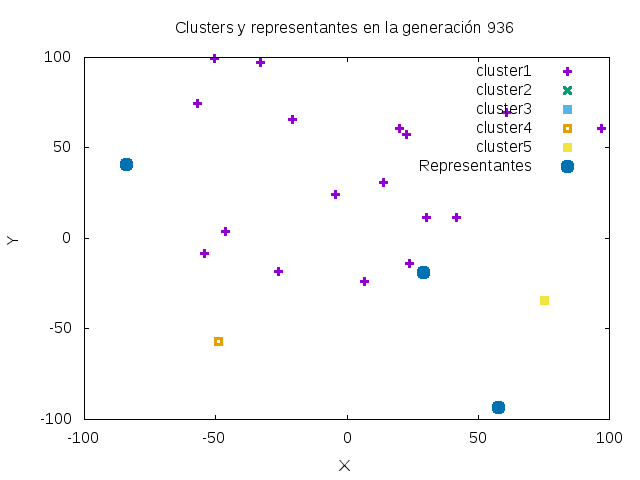 Clusters y representantes en la generación 936
100
50
0
-50
-100
-100
-50
0
50
100
Y
X
cluster1
cluster2
cluster3
cluster4
cluster5
Representantes